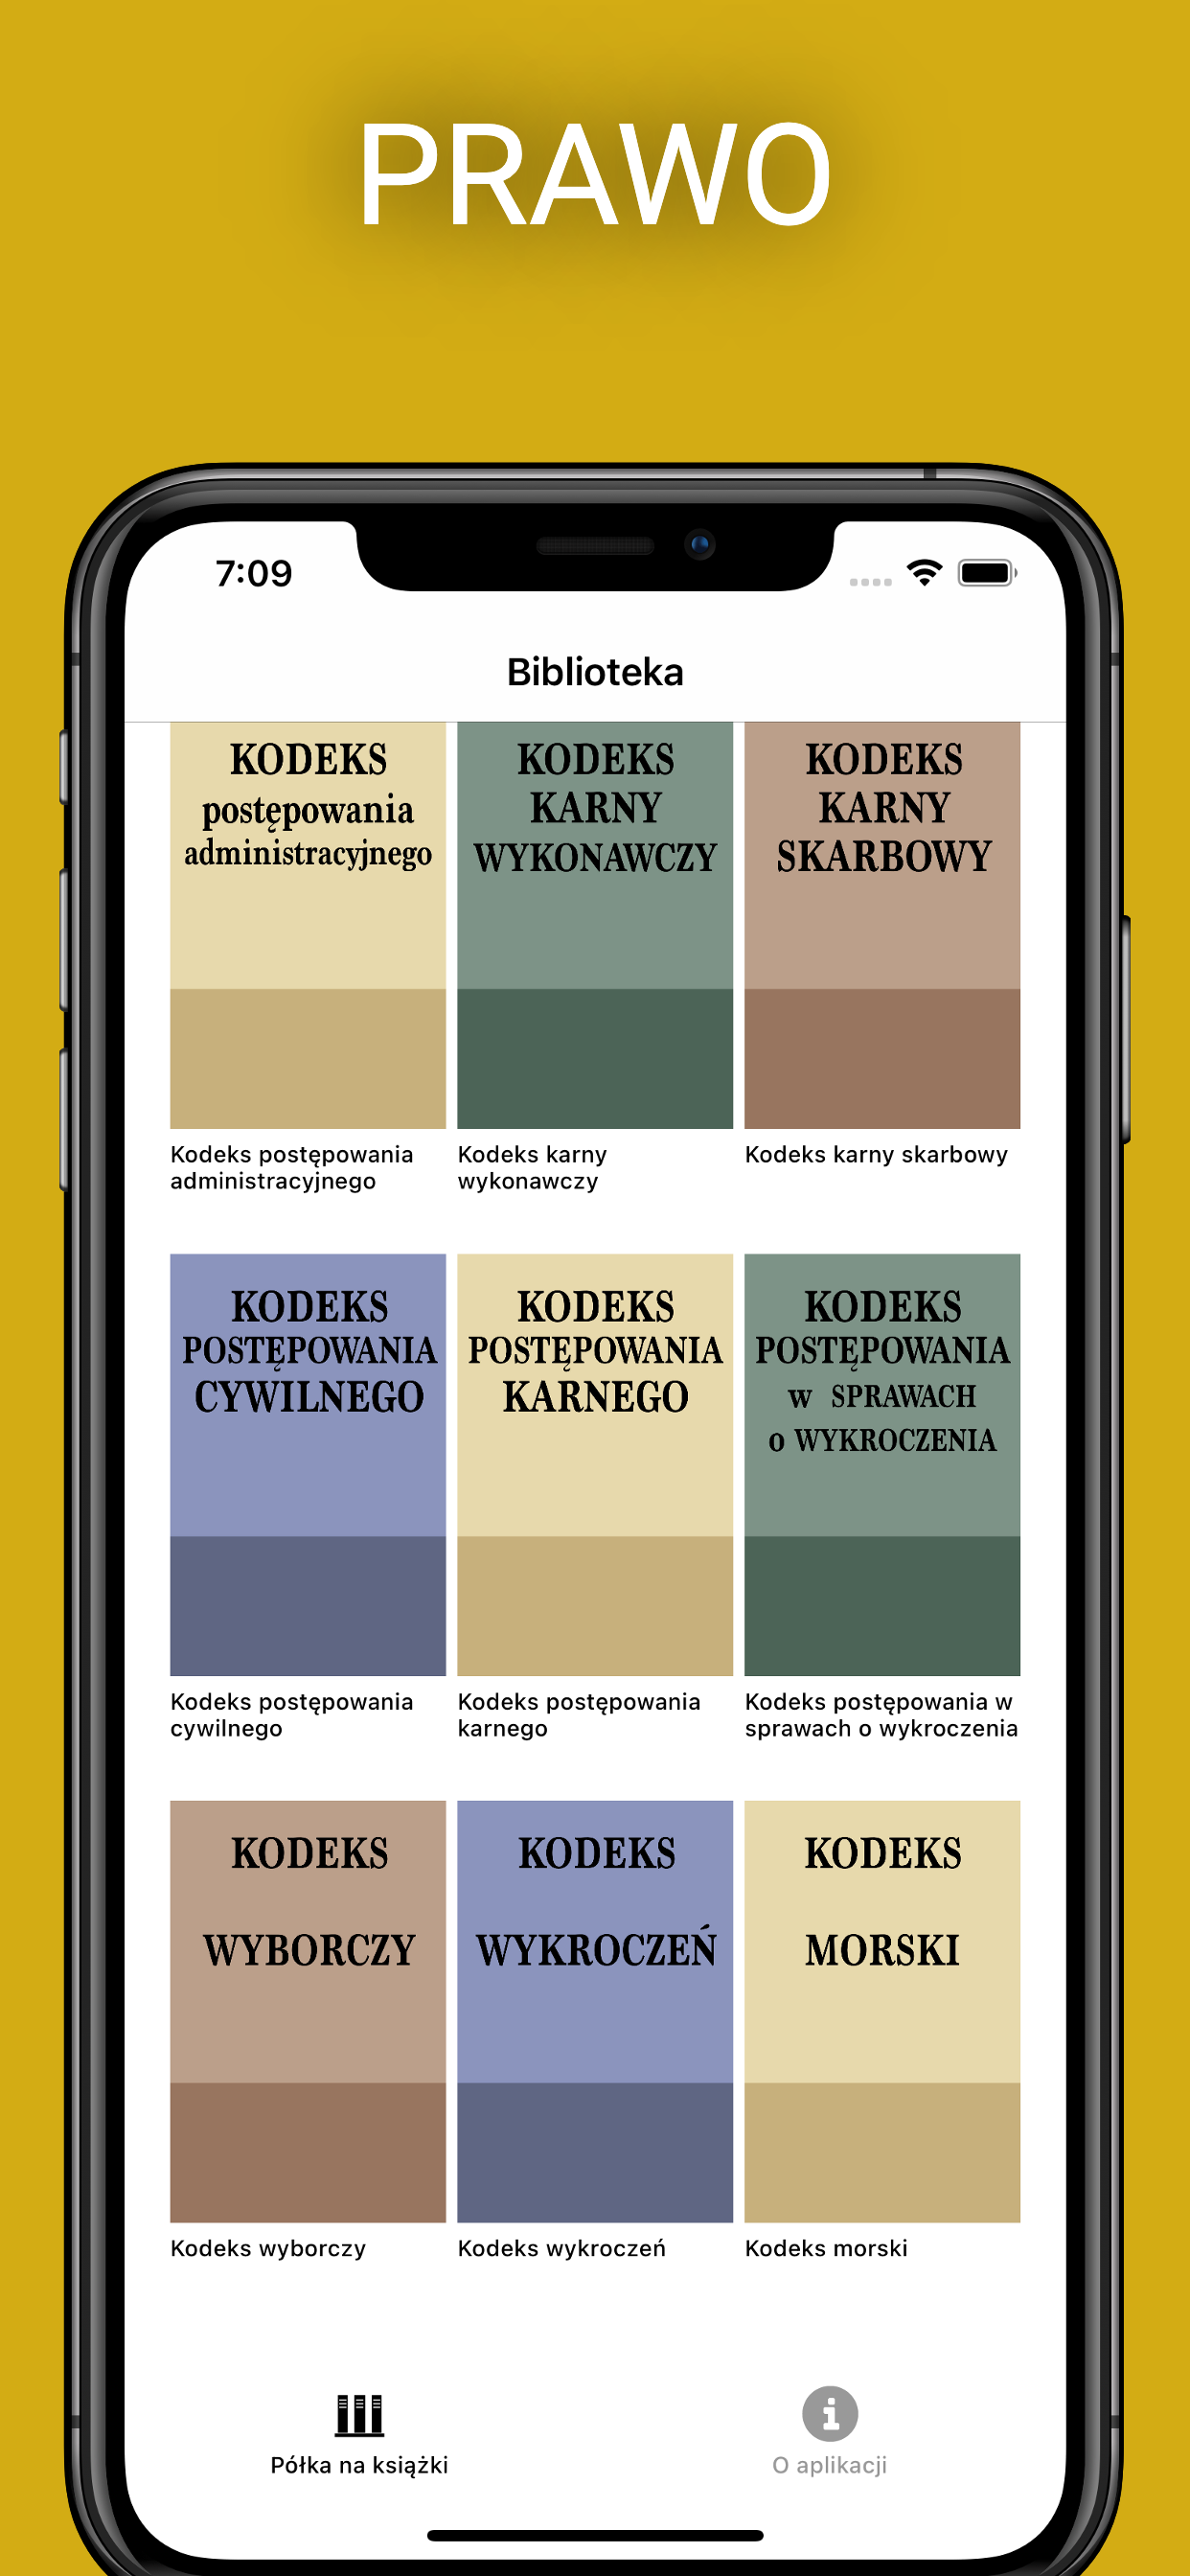 PRAWO
7:09
Biblioteka
KODEKS
postępowania
administracyjnego
KODEKS
KARNY
WYKONAWCZY
KODEKS
KARNY
SKARBOWY
Kodeks postępowania
administracyjnego
Kodeks karny
wykonawczy
Kodeks karny skarbowy
KODEKS
POSTĘPOWANIA
CYWILNEGO
KODEKS
POSTĘPOWANIA
KARNEGO
KODEKS
POSTĘPOWANIA
w SPRAWACH
o WYKROCZENIA
Kodeks postępowania
cywilnego
Kodeks postępowania
karnego
Kodeks postępowania w
sprawach o wykroczenia
KODEKS
WYBORCZY
KODEKS
WYKROCZEŃ
KODEKS
MORSKI
Kodeks wyborczy
Kodeks wykroczeń
Kodeks morski
Półka na książki
O aplikacji